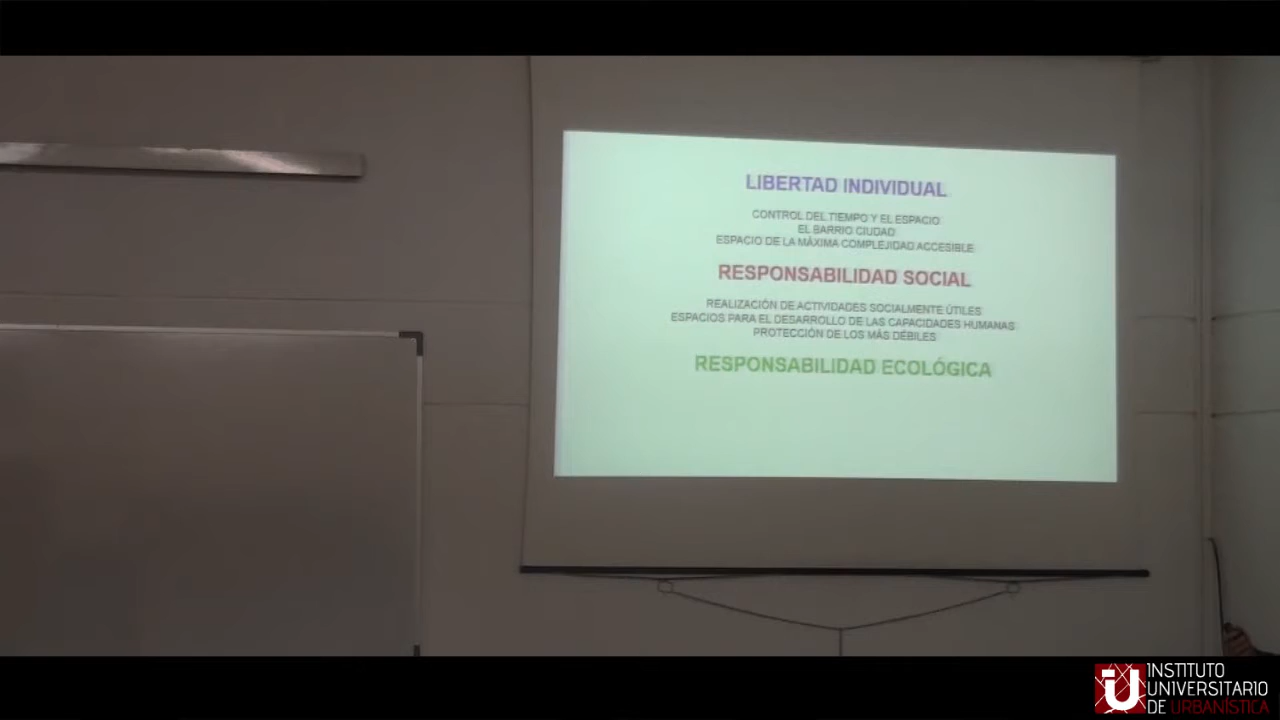 LIBERTAD INDIVIDUAL
CONTROL DEL TIEMPO Y EL ESPACIO
EL BARRIO CIUDAD
ESPACIO DE LA MÁXIMA COMPLEJIDAD ACCESIBLE
RESPONSABILIDAD SOCIAL
REALIZACIÓN DE ACTIVIDADES SOCIALMENTE ÚTILES
ESPACIOS PARA EL DESARROLLO DE LAS CAPACIDADES HUMANAS
PROTECCIÓN DE LOS MÁS DÉBILES
RESPONSABILIDAD ECOLÓGICA
iU INSTITUTO
UNIVERSITARIO
DE URBANÍSTICA